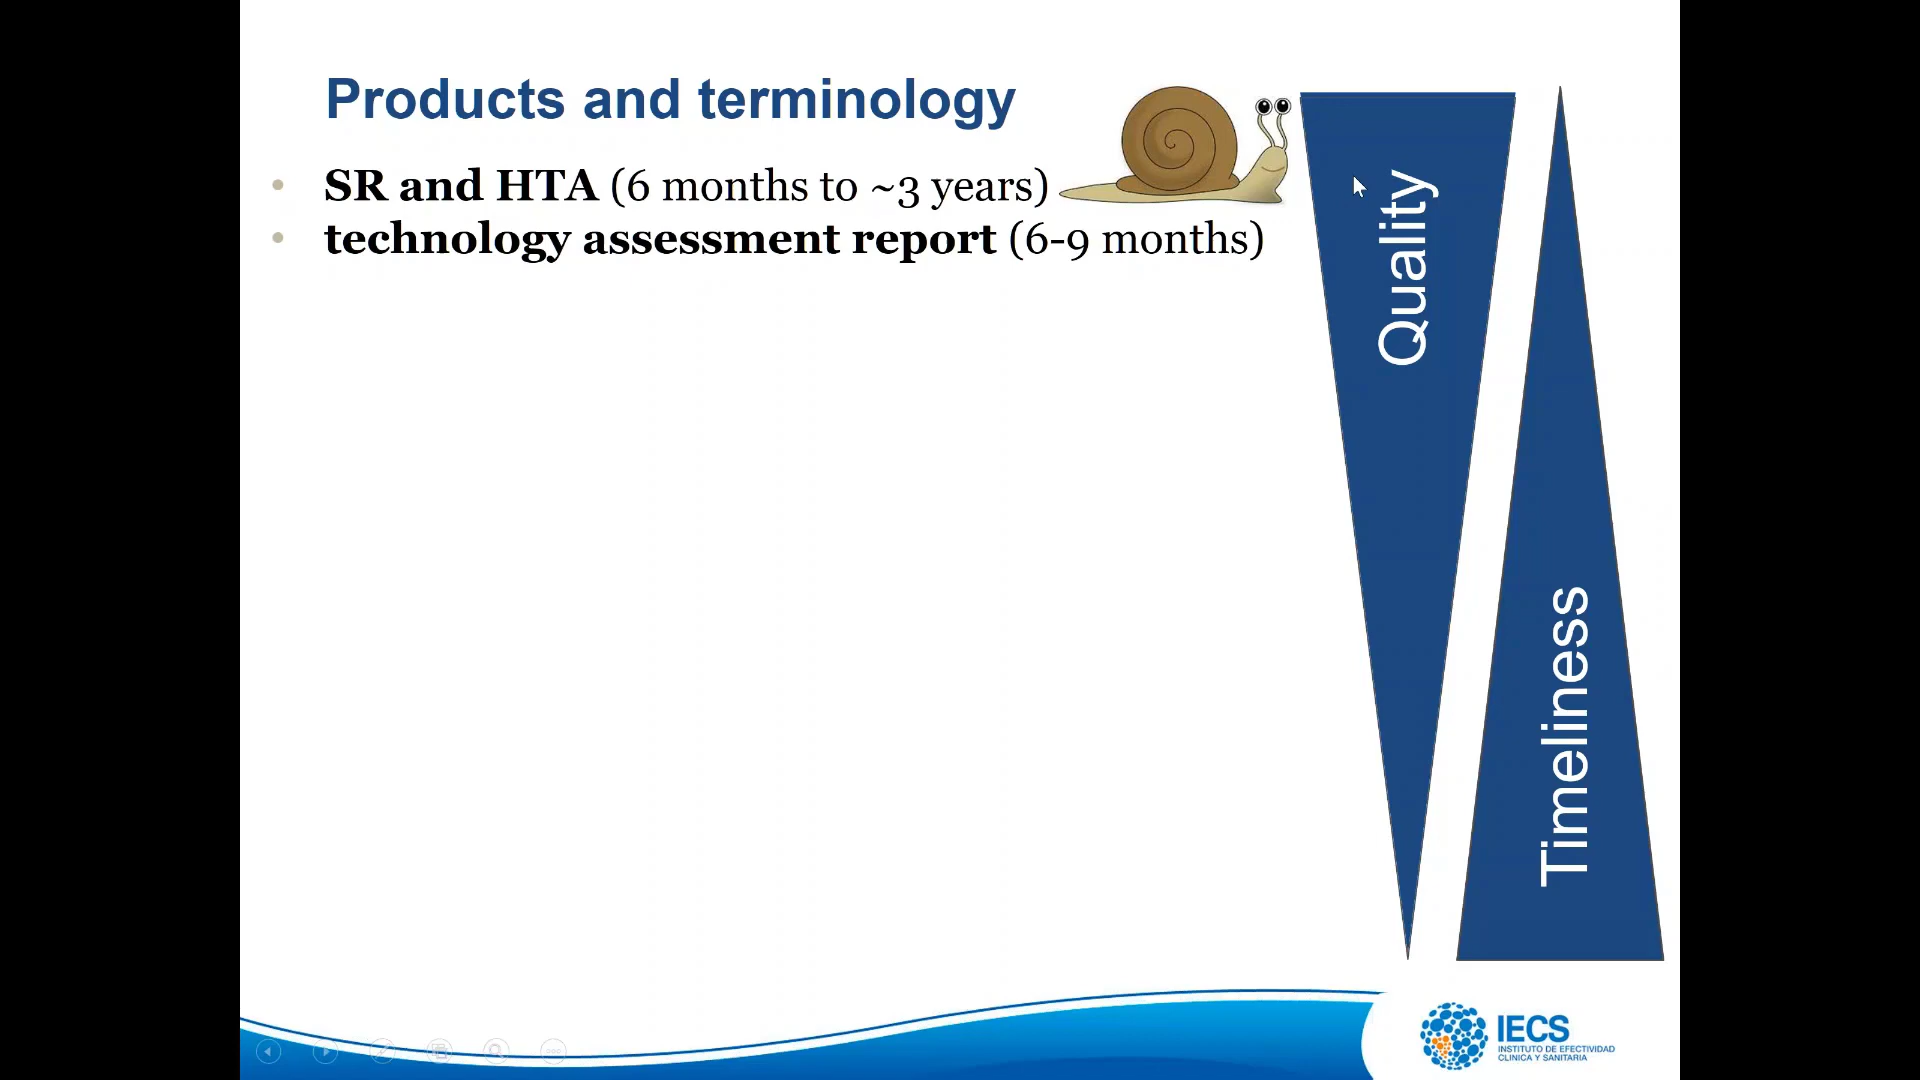 Products and terminology
• SR and HTA (6 months to ~3 years)
• technology assessment report (6-9 months)
Quality
Timeliness
IECS
INSTITUTO DE EFECTIVIDAD
CLINICA Y SANITARIA